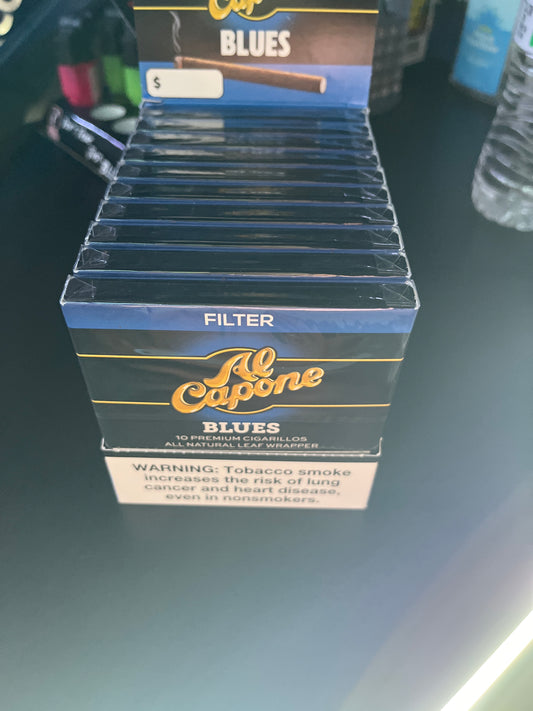 Capone
BLUES
$
FILTER
Al
Capone
BLUES
10 PREMIUM CIGARILLOS
ALL NATURAL LEAF WRAPPER
WARNING: Tobacco smoke
increases the risk of lung
cancer and heart disease,
even in nonsmokers.